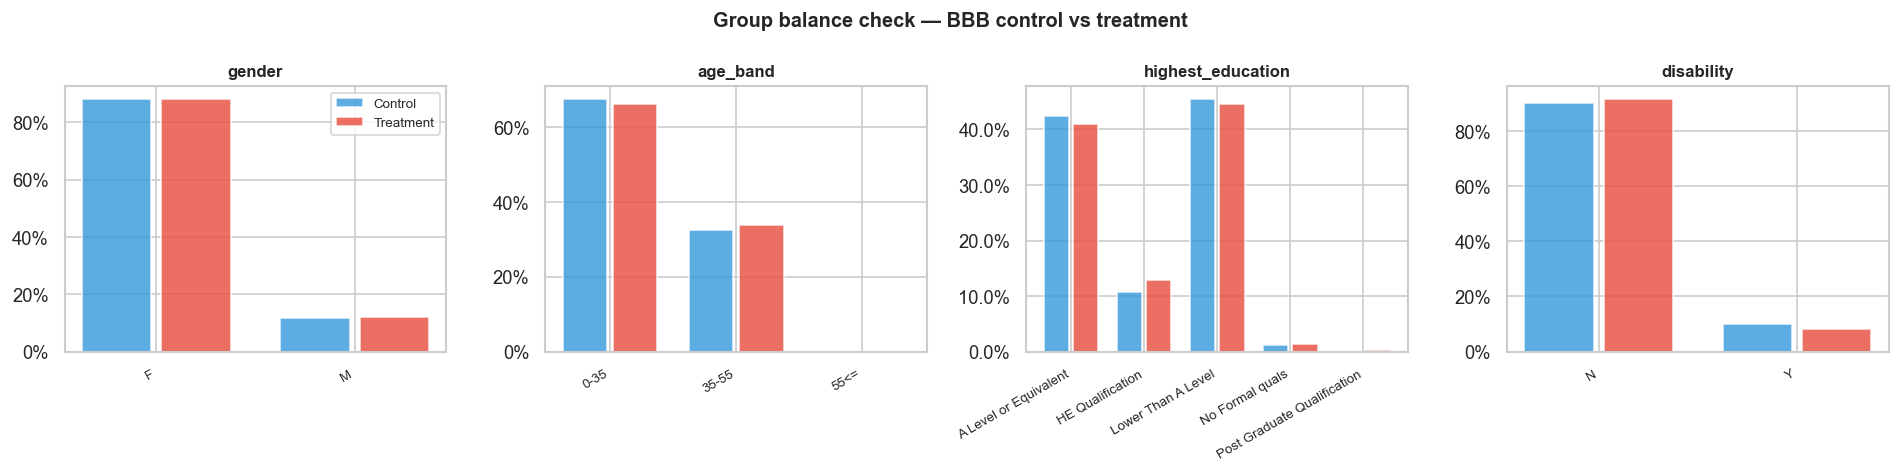 Group balance check — BBB control vs treatment
gender
Control
Treatment
80%
60%
40%
20%
0%
F
M
age_band
60%
40%
20%
0%
0-35
35-55
55<=
highest_education
40.0%
30.0%
20.0%
10.0%
0.0%
A Level or Equivalent
HE Qualification
Lower Than A Level
No Formal quals
Post Graduate Qualification
disability
80%
60%
40%
20%
0%
N
Y